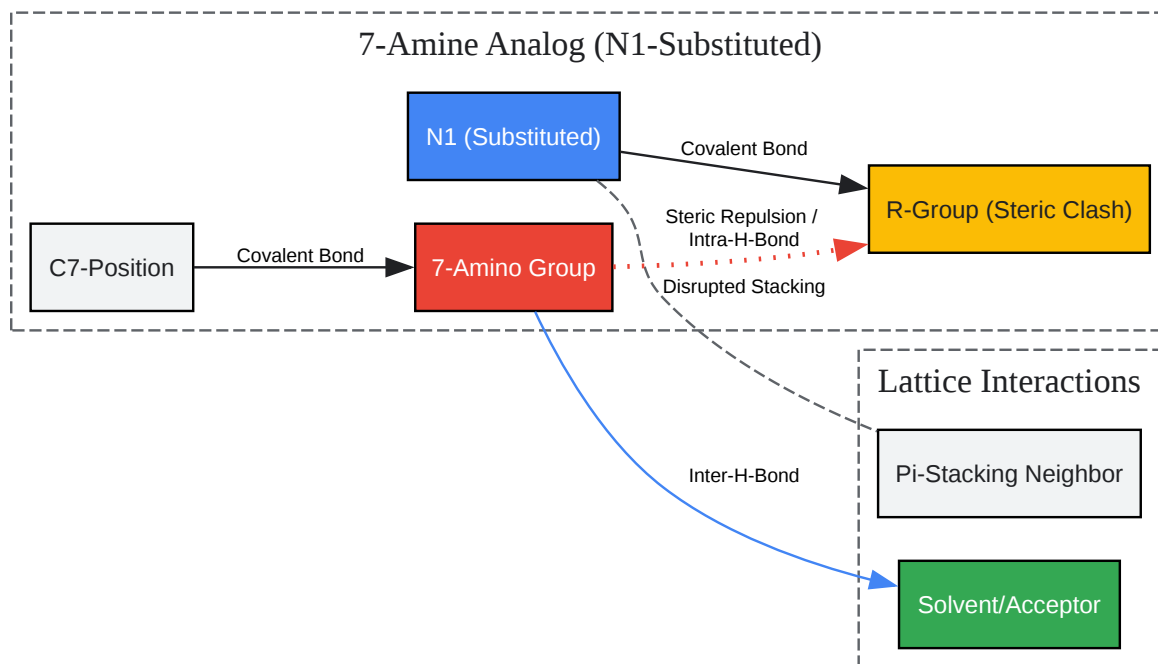 7-Amine Analog (N1-Substituted)
N1 (Substituted)
Covalent Bond
R-Group (Steric Clash)
Steric Repulsion /
Intra-H-Bond
C7-Position
Covalent Bond
7-Amino Group
Disrupted Stacking
Lattice Interactions
Pi-Stacking Neighbor
Inter-H-Bond
Solvent/Acceptor